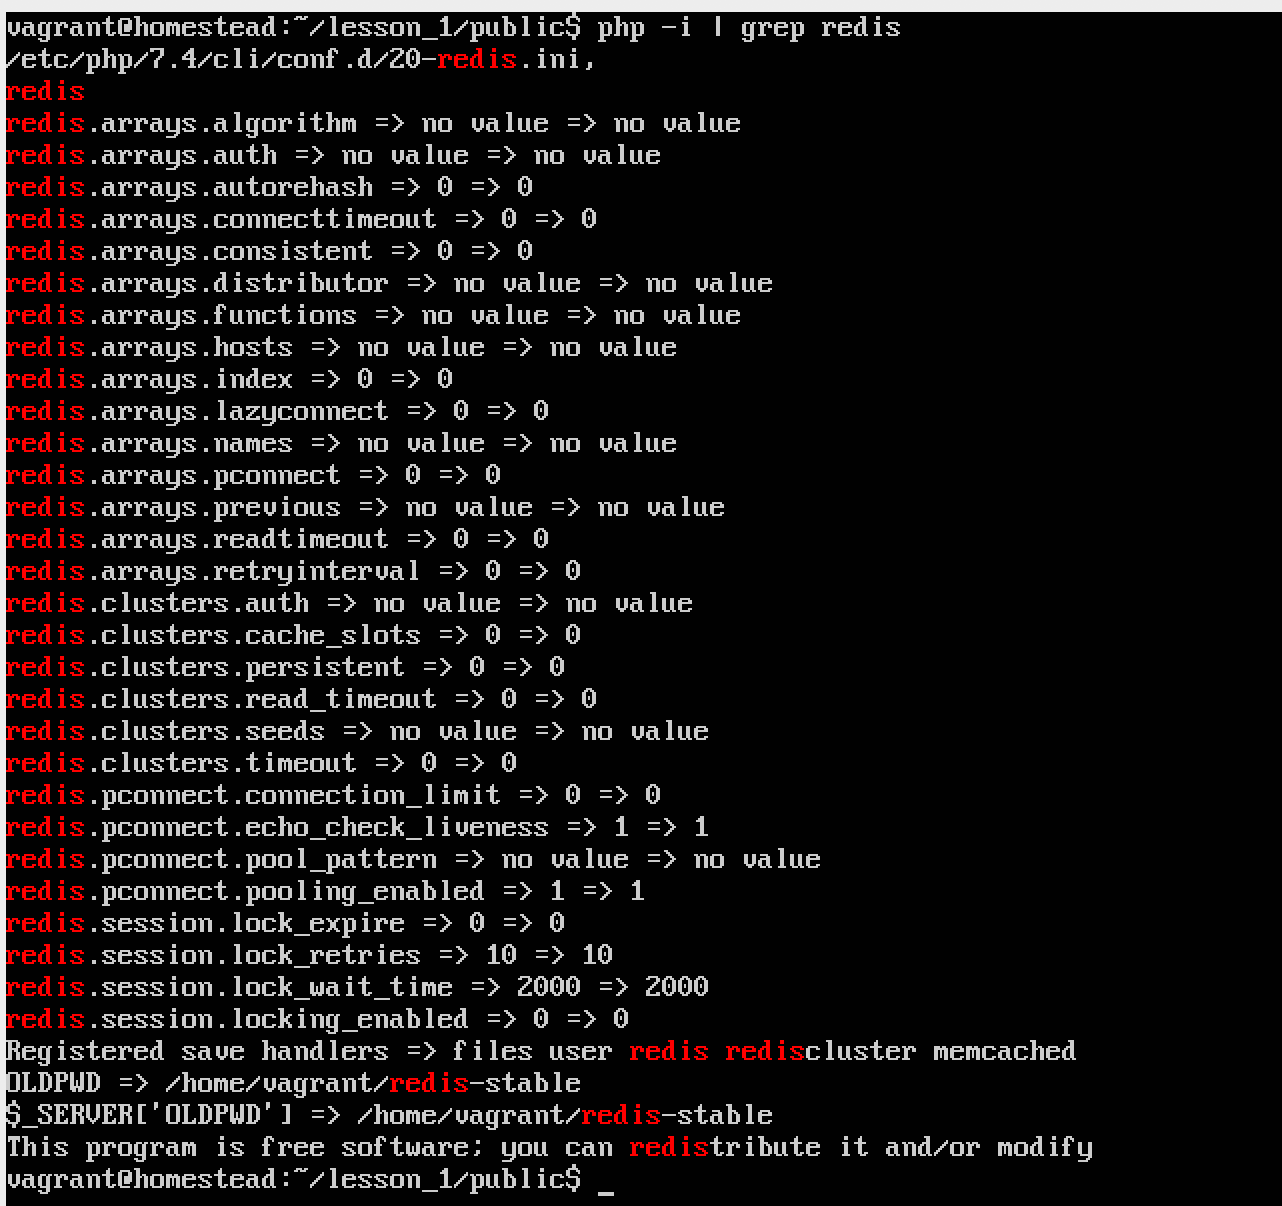 vagrant@homestead:~/lesson_1/public$ php -i | grep redis
/etc/php/7.4/cli/conf.d/20-redis.ini,
redis
redis.arrays.algorithm => no value => no value
redis.arrays.auth => no value => no value
redis.arrays.autorehash => 0 => 0
redis.arrays.connecttimeout => 0 => 0
redis.arrays.consistent => 0 => 0
redis.arrays.distributor => no value => no value
redis.arrays.functions => no value => no value
redis.arrays.hosts => no value => no value
redis.arrays.index => 0 => 0
redis.arrays.lazyconnect => 0 => 0
redis.arrays.names => no value => no value
redis.arrays.pconnect => 0 => 0
redis.arrays.previous => no value => no value
redis.arrays.readtimeout => 0 => 0
redis.arrays.retryinterval => 0 => 0
redis.clusters.auth => no value => no value
redis.clusters.cache_slots => 0 => 0
redis.clusters.persistent => 0 => 0
redis.clusters.read_timeout => 0 => 0
redis.clusters.seeds => no value => no value
redis.clusters.timeout => 0 => 0
redis.pconnect.connection_limit => 0 => 0
redis.pconnect.echo_check_liveness => 1 => 1
redis.pconnect.pool_pattern => no value => no value
redis.pconnect.pooling_enabled => 1 => 1
redis.session.lock_expire => 0 => 0
redis.session.lock_retries => 10 => 10
redis.session.lock_wait_time => 2000 => 2000
redis.session.locking_enabled => 0 => 0
Registered save handlers => files user redis rediscluster memcached
OLDPWD => /home/vagrant/redis-stable
$_SERVER['OLDPWD'] => /home/vagrant/redis-stable
This program is free software; you can redistribute it and/or modify
vagrant@homestead:~/lesson_1/public$ _